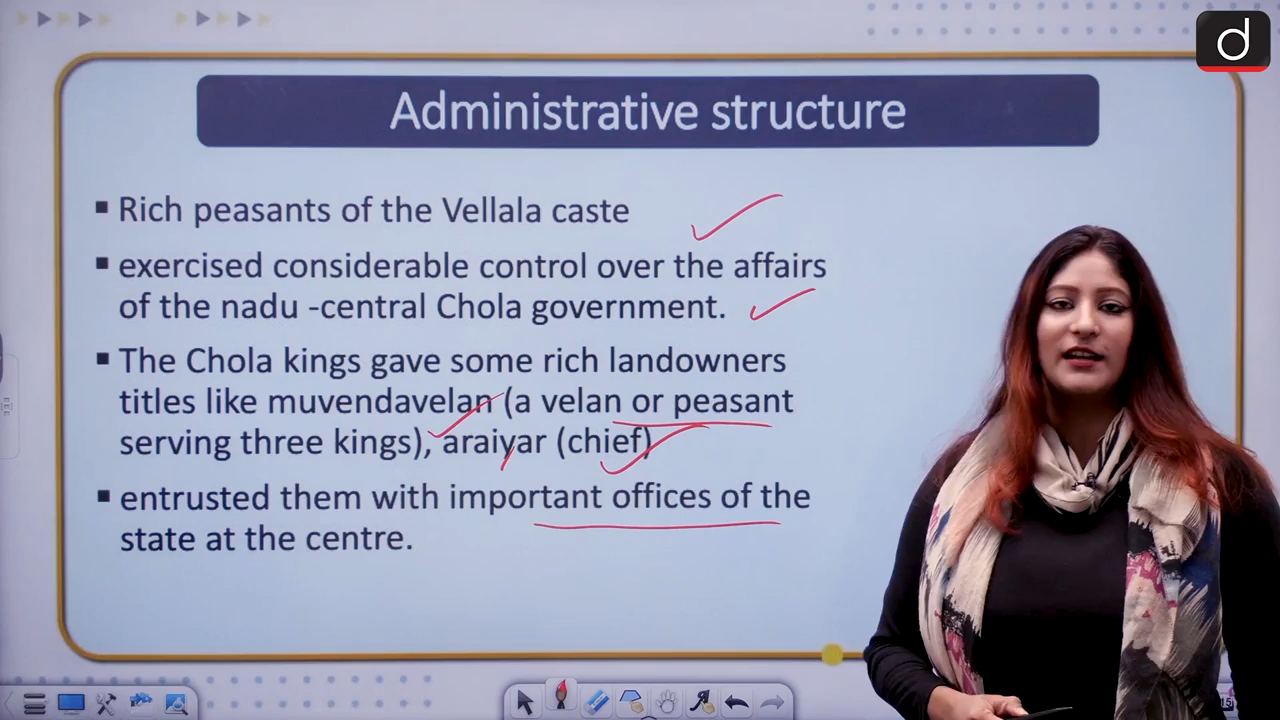 d
Administrative structure
▪ Rich peasants of the Vellala caste
▪ exercised considerable control over the affairs
of the nadu -central Chola government.
▪ The Chola kings gave some rich landowners
titles like muvendavelan (a velan or peasant
serving three kings), araiyar (chief)
▪ entrusted them with important offices of the
state at the centre.